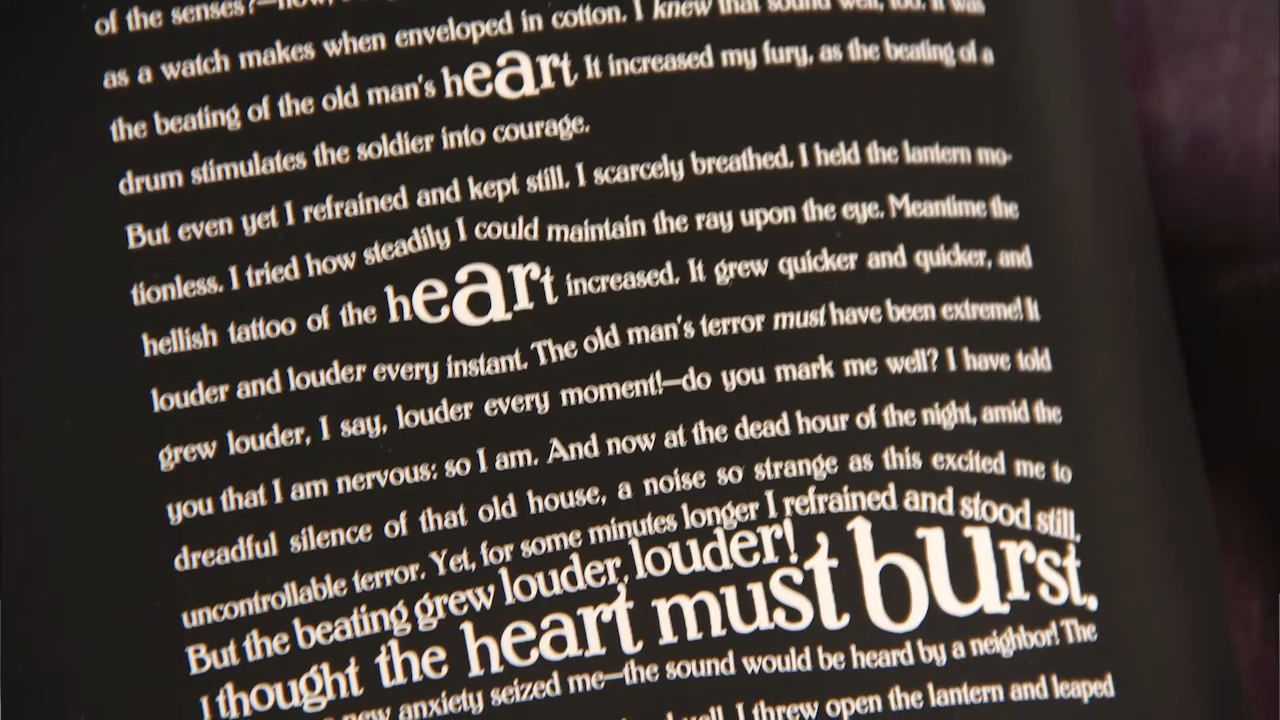 of the senses?—now,
as a watch makes when enveloped in cotton. I knew that sound well, too. It was
the beating of the old man's heart. It increased my fury, as the beating of a
drum stimulates the soldier into courage.
But even yet I refrained and kept still. I scarcely breathed. I held the lantern mo-
tionless. I tried how steadily I could maintain the ray upon the eye. Meantime the
hellish tattoo of the heart increased. It grew quicker and quicker, and
louder and louder every instant. The old man's terror must have been extreme! It
grew louder, I say, louder every moment!—do you mark me well? I have told
you that I am nervous: so I am. And now at the dead hour of the night, amid the
dreadful silence of that old house, a noise so strange as this excited me to
uncontrollable terror. Yet, for some minutes longer I refrained and stood still.
But the beating grew louder, louder!
I thought the heart must burst.
new anxiety seized me—the sound would be heard by a neighbor! The
yell, I threw open the lantern and leaped